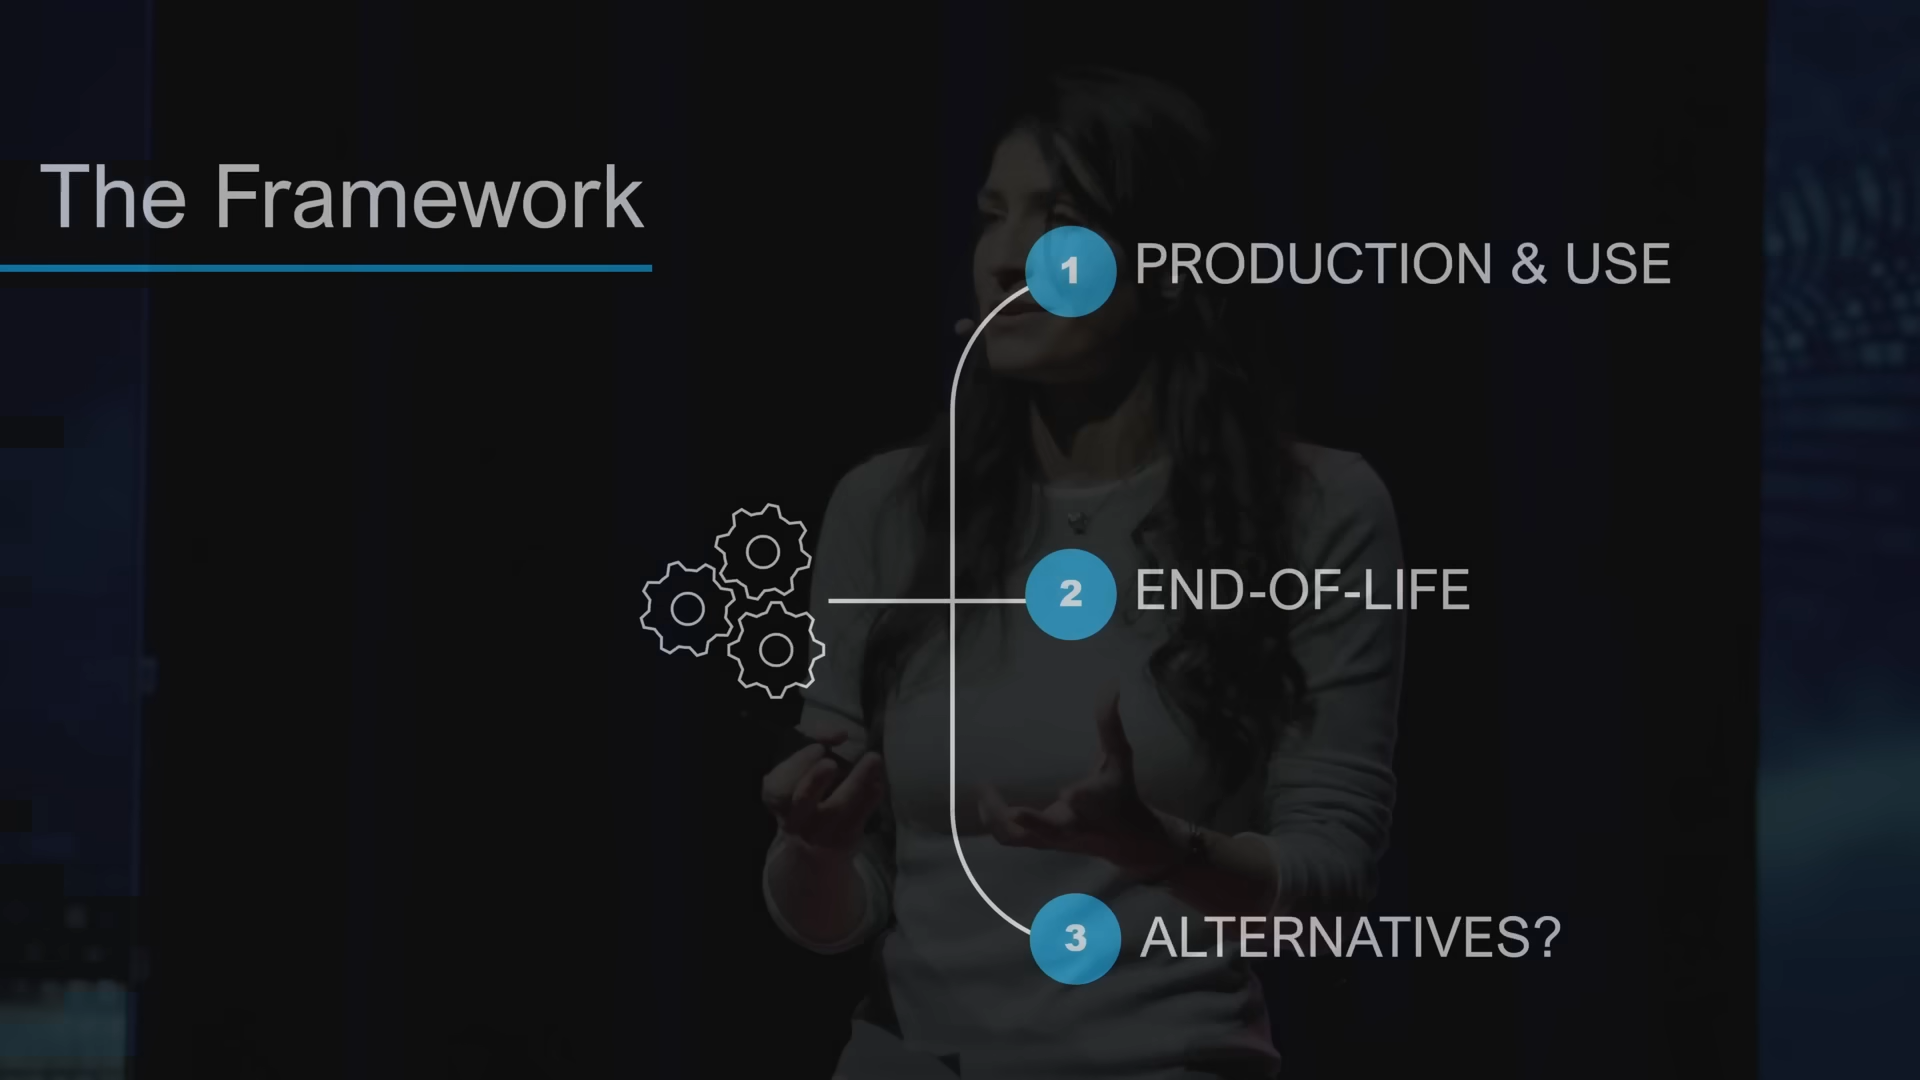 The Framework
1 PRODUCTION & USE
2 END-OF-LIFE
3 ALTERNATIVES?